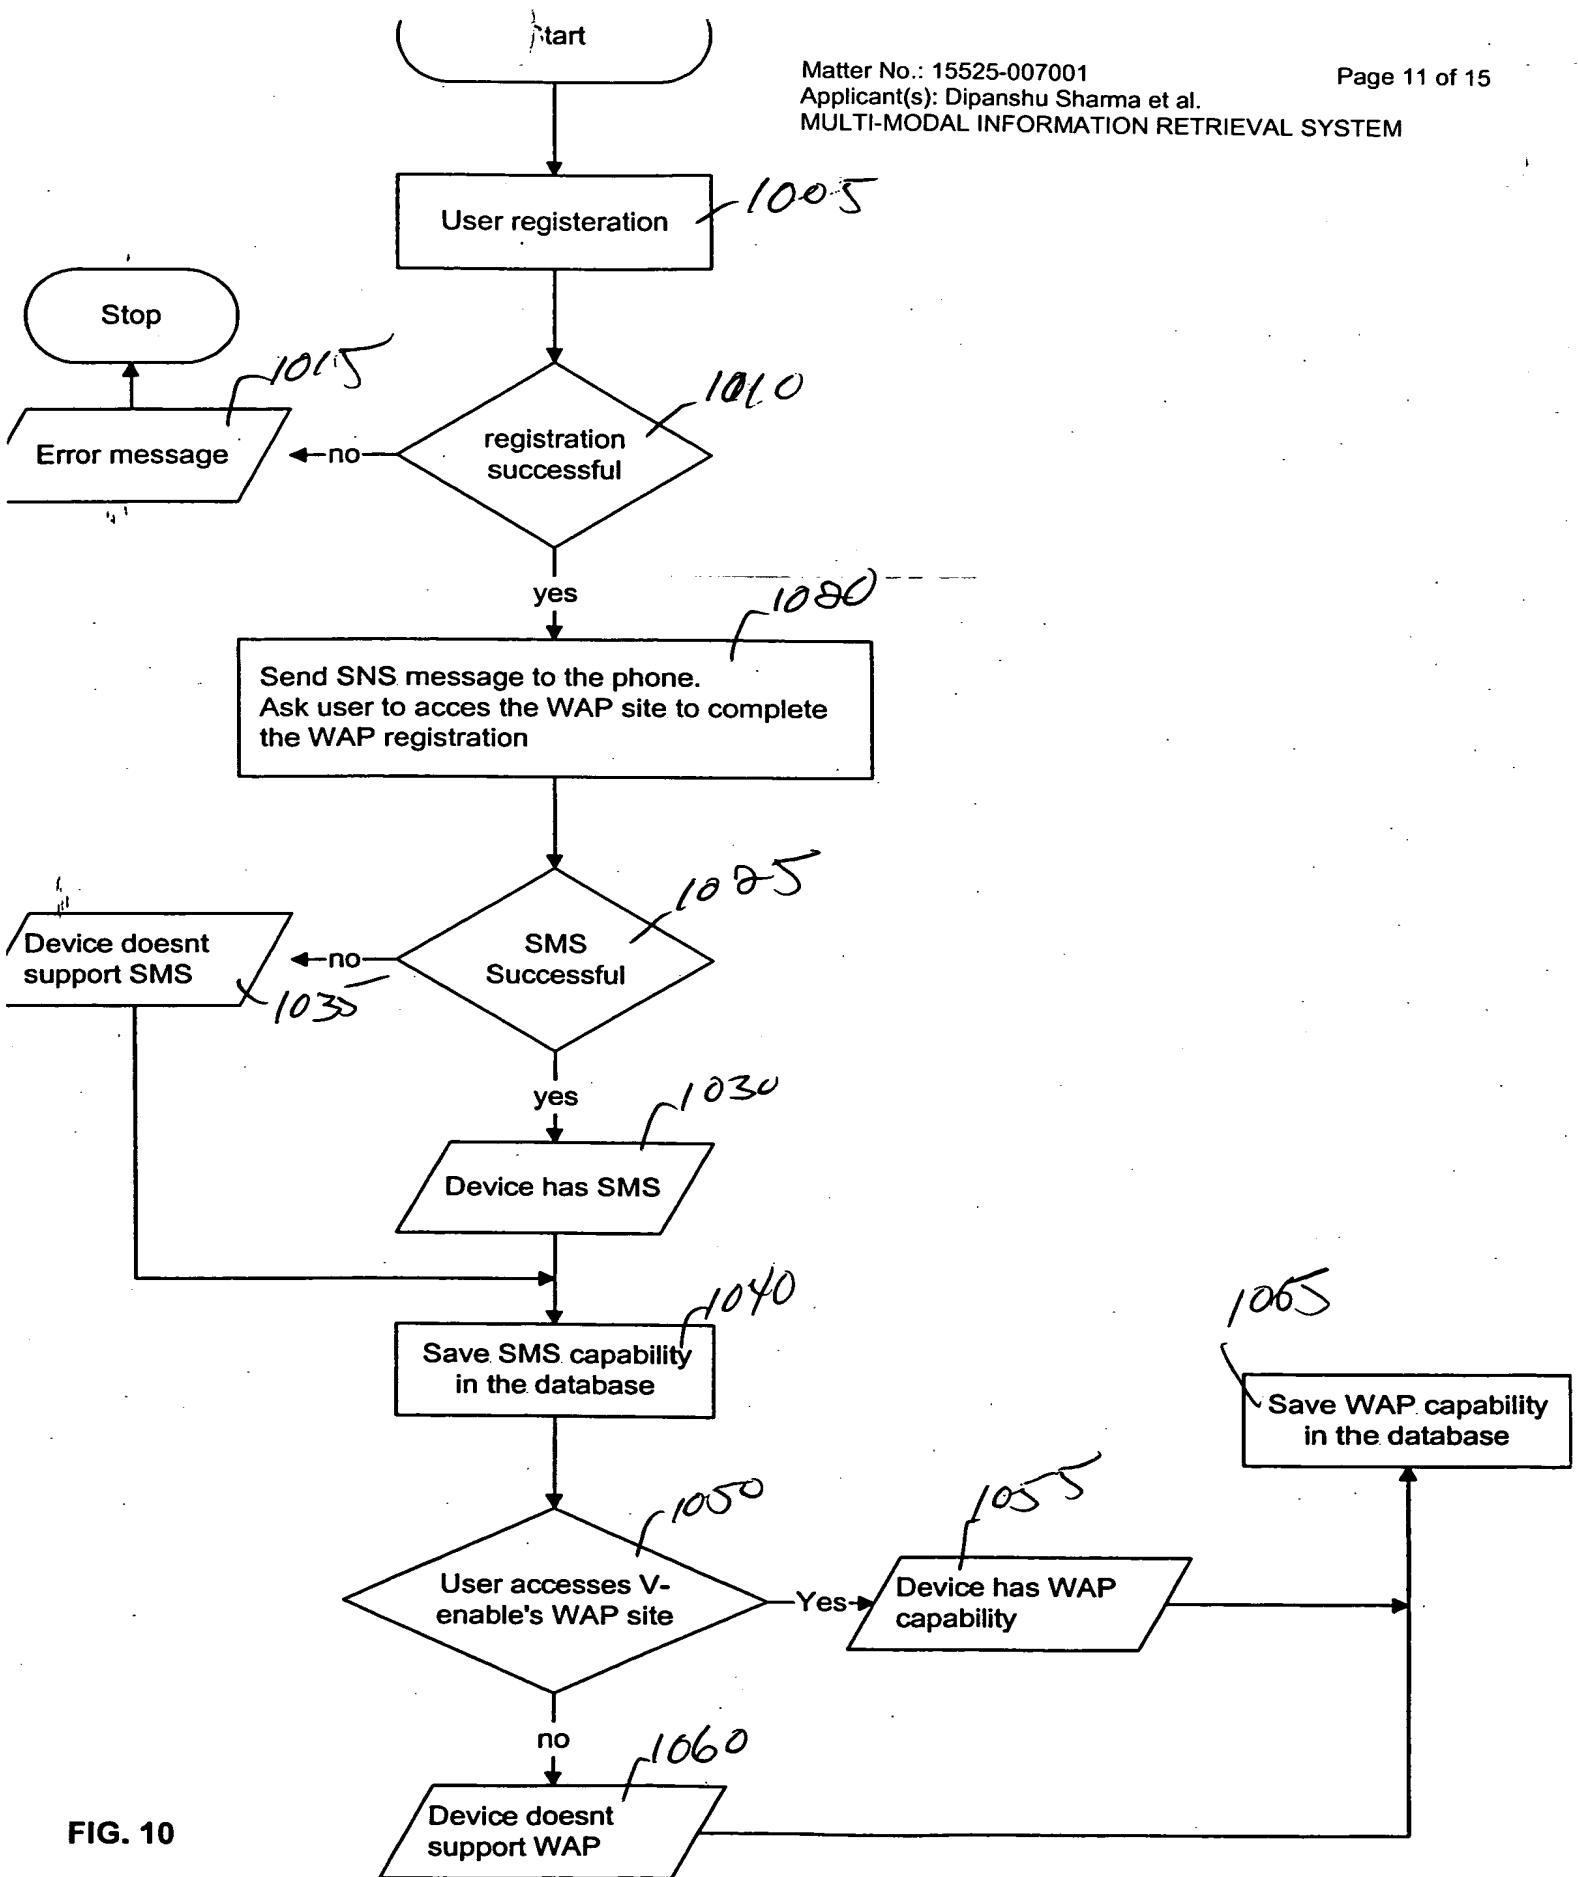 Start
Matter No.: 15525-007001
Page 11 of 15
Applicant(s): Dipanshu Sharma et al.
MULTI-MODAL INFORMATION RETRIEVAL SYSTEM
1005
User registeration
Stop
1015
1010
Error message
no
registration
successful
yes
1020
Send SNS message to the phone.
Ask user to acces the WAP site to complete
the WAP registration
1025
Device doesnt
support SMS
no
SMS
Successful
1035
yes
1030
Device has SMS
1040
1065
Save SMS capability
in the database
Save WAP capability
in the database
1050
1055
User accesses V-
enable's WAP site
Yes
Device has WAP
capability
no
1060
Device doesnt
support WAP
FIG. 10